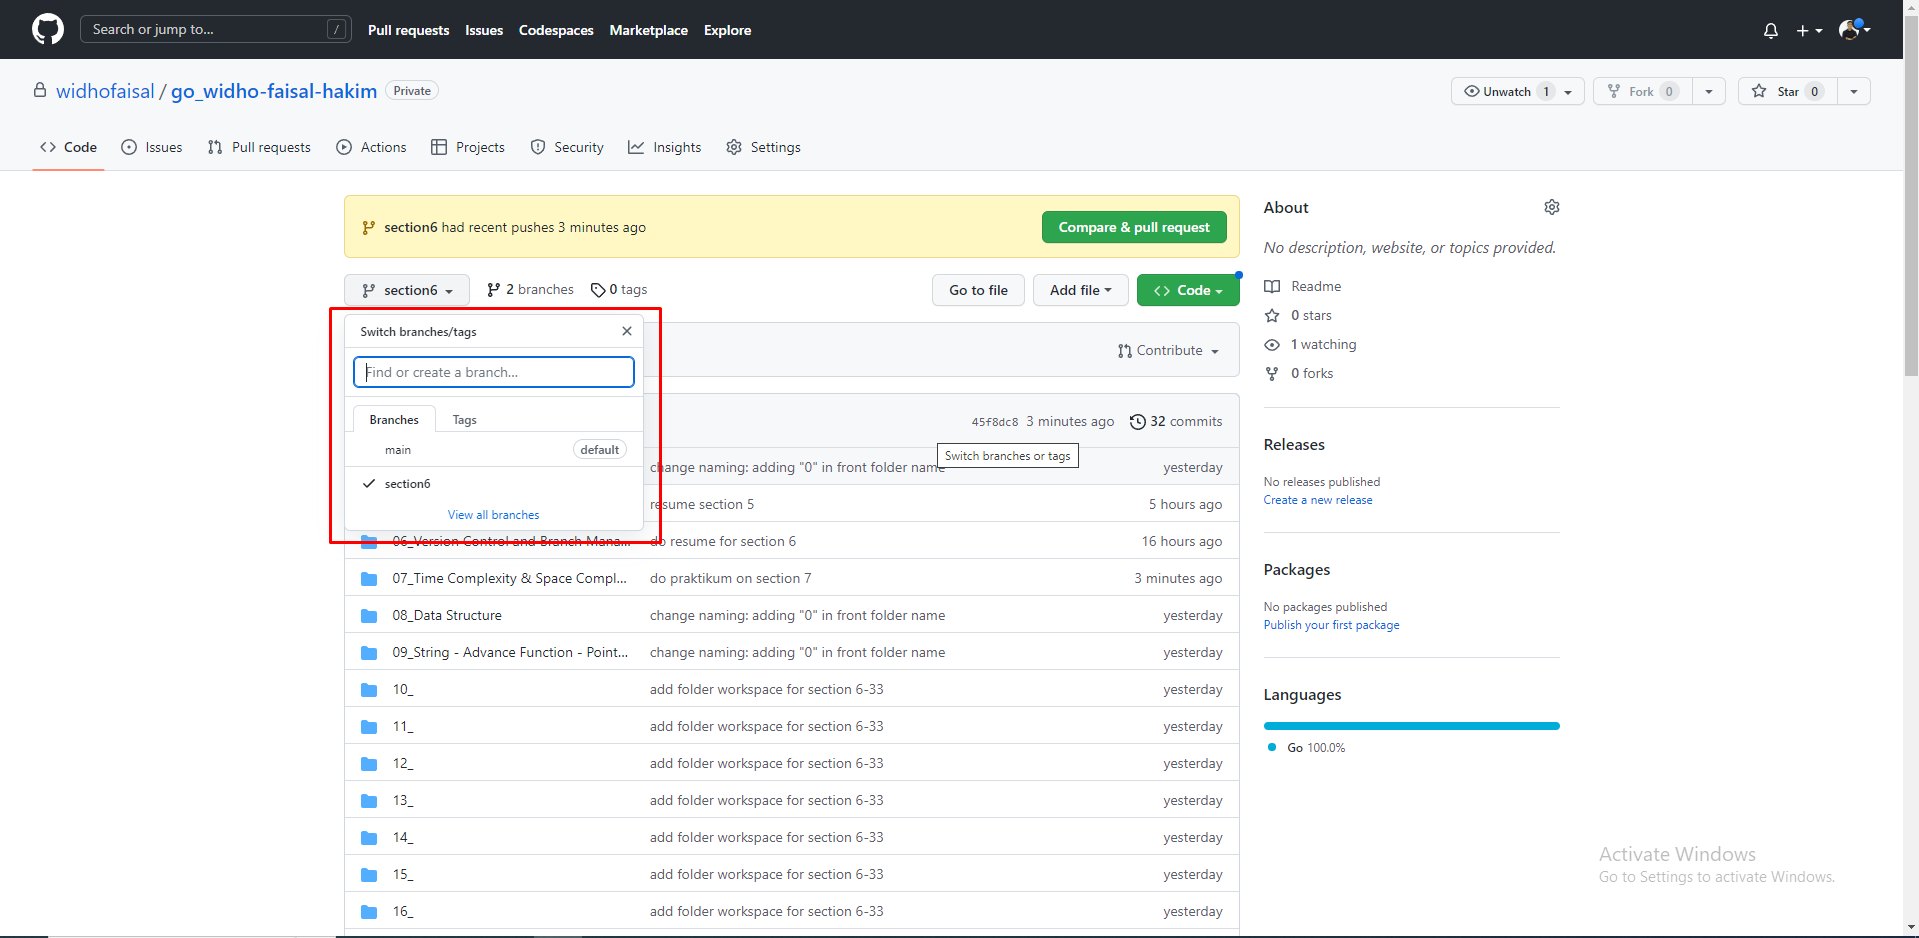 Search or jump to... /
Pull requests Issues Codespaces Marketplace Explore
widhofaisal / go_widho-faisal-hakim Private
Unwatch 1 Fork 0 Star 0
Code Issues Pull requests Actions Projects Security Insights Settings
section6 had recent pushes 3 minutes ago Compare & pull request
section6 2 branches 0 tags Go to file Add file Code
Switch branches/tags
Find or create a branch...
Branches Tags
main default
section6
View all branches
Contribute
45f8dc8 3 minutes ago 32 commits
Switch branches or tags
change naming: adding "0" in front folder name yesterday
resume section 5 5 hours ago
06_Version Control and Branch Mana... do resume for section 6 16 hours ago
07_Time Complexity & Space Compl... do praktikum on section 7 3 minutes ago
08_Data Structure change naming: adding "0" in front folder name yesterday
09_String - Advance Function - Point... change naming: adding "0" in front folder name yesterday
10_ add folder workspace for section 6-33 yesterday
11_ add folder workspace for section 6-33 yesterday
12_ add folder workspace for section 6-33 yesterday
13_ add folder workspace for section 6-33 yesterday
14_ add folder workspace for section 6-33 yesterday
15_ add folder workspace for section 6-33 yesterday
16_ add folder workspace for section 6-33 yesterday
About
No description, website, or topics provided.
Readme
0 stars
1 watching
0 forks
Releases
No releases published
Create a new release
Packages
No packages published
Publish your first package
Languages
Go 100.0%
Activate Windows
Go to Settings to activate Windows.